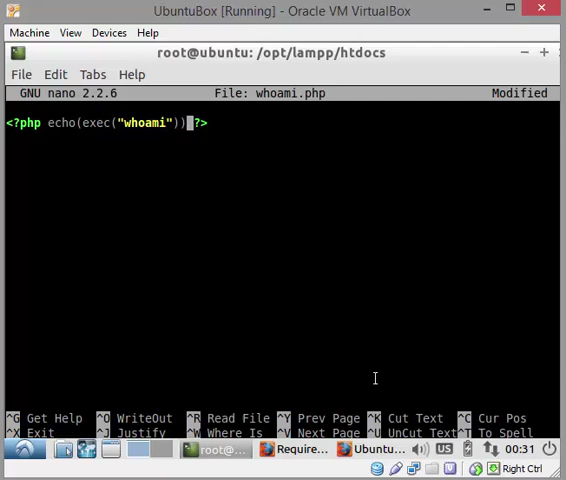 UbuntuBox [Running] - Oracle VM VirtualBox
Machine View Devices Help
root@ubuntu: /opt/lampp/htdocs
File Edit Tabs Help
GNU nano 2.2.6 File: whoami.php Modified
<?php echo(exec("whoami")) ?>
^G Get Help ^O WriteOut ^R Read File ^Y Prev Page ^K Cut Text ^C Cur Pos
^X Exit ^J Justify ^W Where Is ^V Next Page ^U UnCut Text ^T To Spell
root@... Require... Ubuntu... US 00:31
Right Ctrl